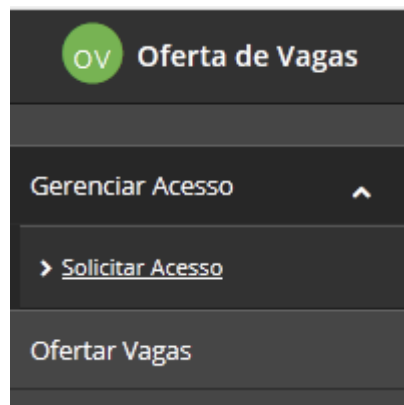 OV Oferta de Vagas
Gerenciar Acesso
Solicitar Acesso
Ofertar Vagas